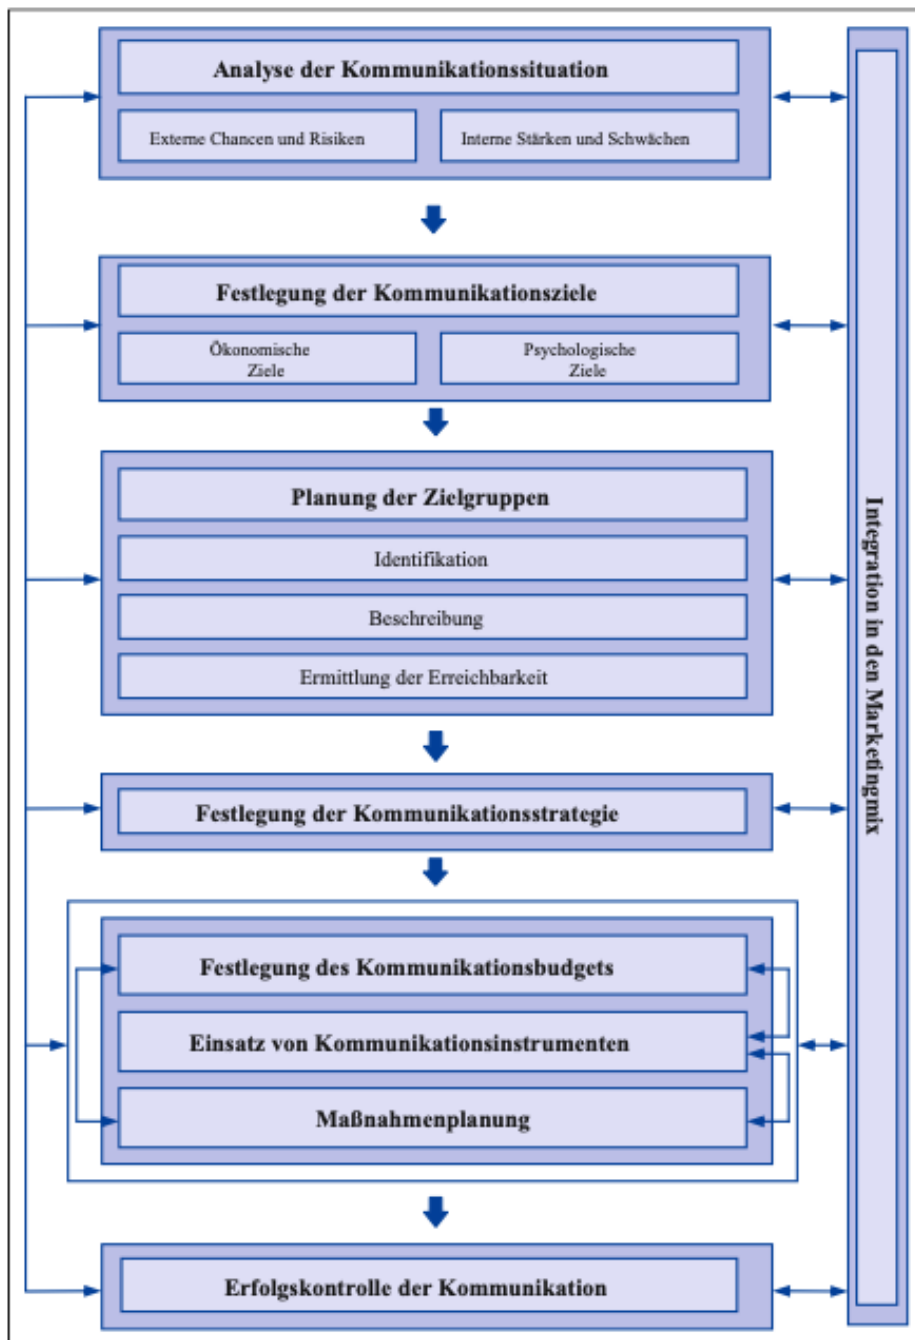 Analyse der Kommunikationssituation
Externe Chancen und Risiken
Interne Stärken und Schwächen
Festlegung der Kommunikationsziele
Ökonomische
Ziele
Psychologische
Ziele
Planung der Zielgruppen
Identifikation
Beschreibung
Ermittlung der Erreichbarkeit
Festlegung der Kommunikationsstrategie
Festlegung des Kommunikationsbudgets
Einsatz von Kommunikationsinstrumenten
Maßnahmenplanung
Erfolgskontrolle der Kommunikation
Integration in den Marketingmix